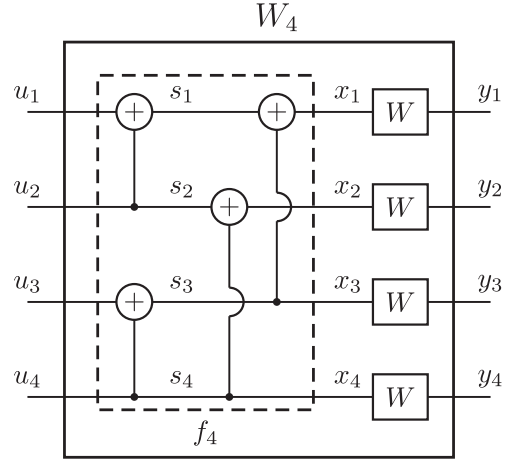 W₄
u₁ + s₁ + x₁ W y₁
u₂ s₂ + x₂ W y₂
u₃ + s₃ x₃ W y₃
u₄ s₄ x₄ W y₄
f₄